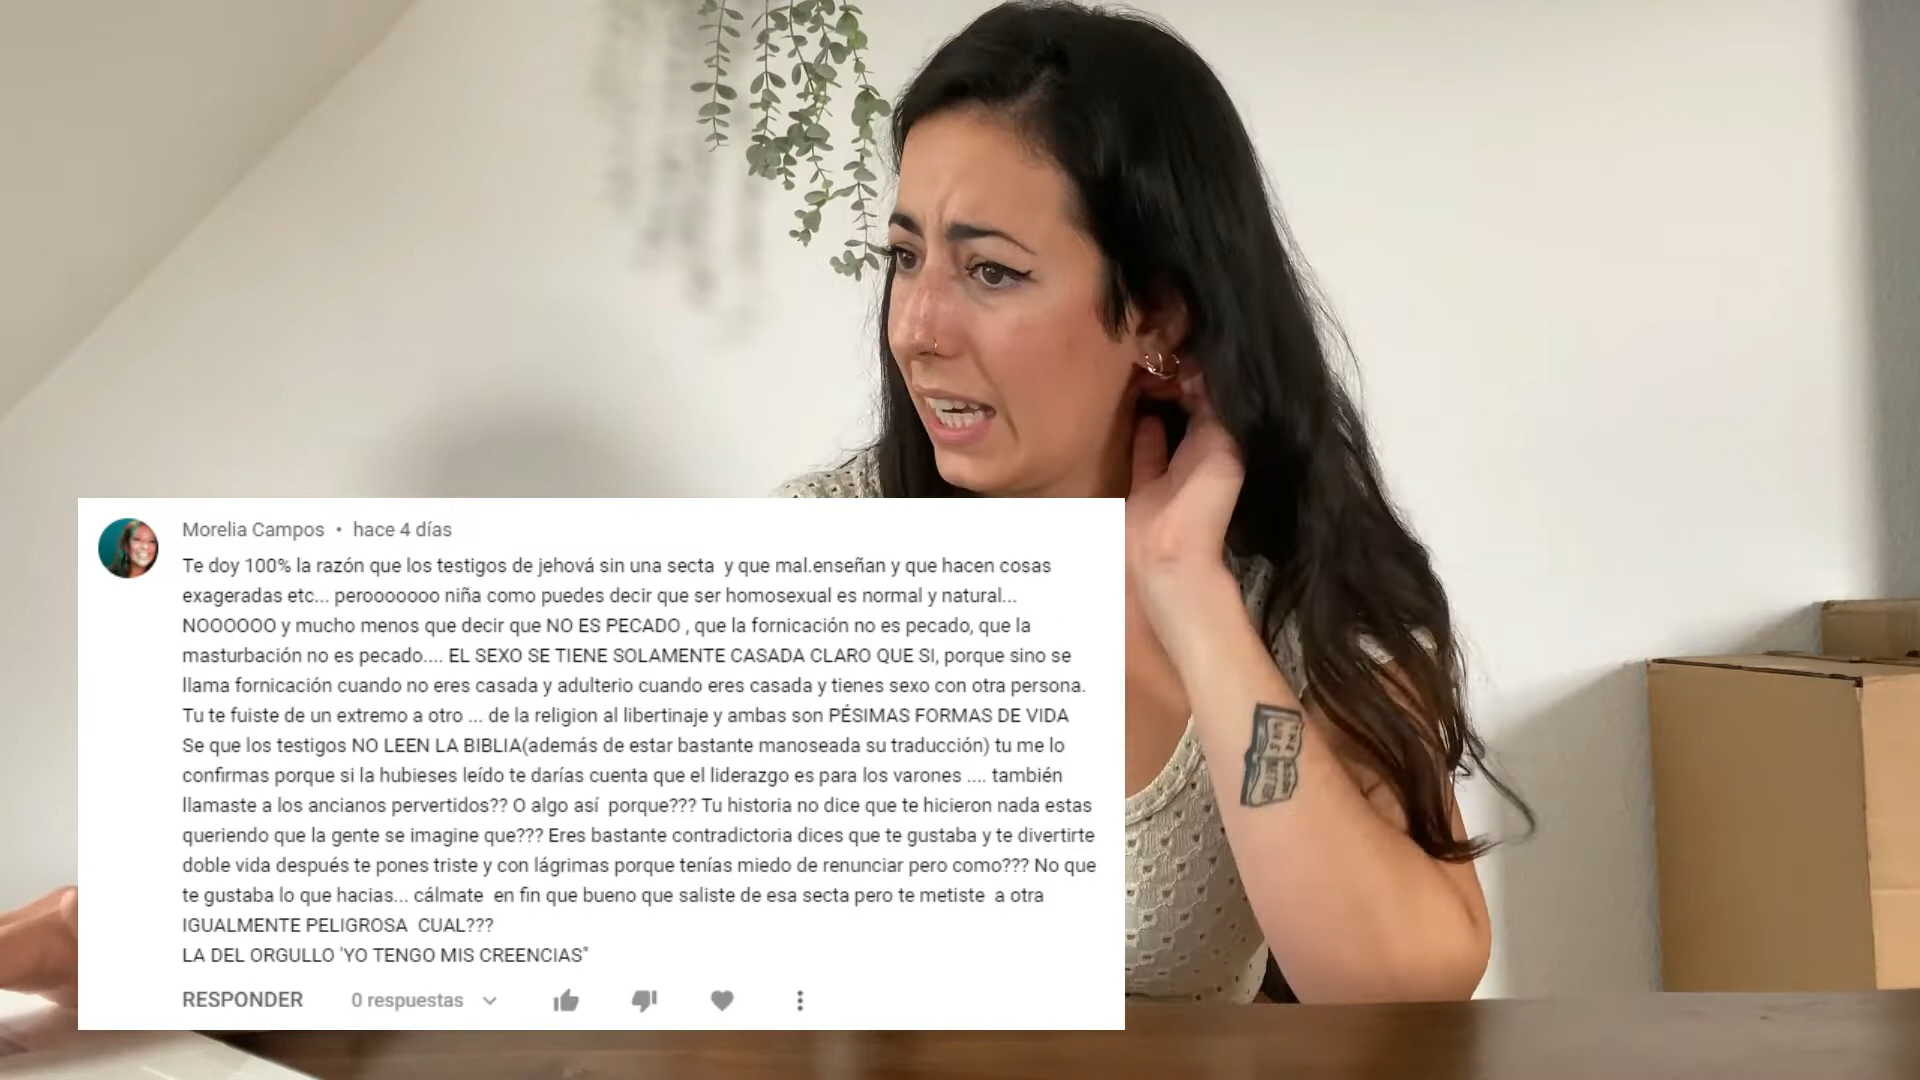 Morelia Campos • hace 4 días
Te doy 100% la razón que los testigos de jehová sin una secta y que mal.enseñan y que hacen cosas
exageradas etc... perooooooo niña como puedes decir que ser homosexual es normal y natural...
NOOOOOO y mucho menos que decir que NO ES PECADO , que la fornicación no es pecado, que la
masturbación no es pecado.... EL SEXO SE TIENE SOLAMENTE CASADA CLARO QUE SI, porque sino se
llama fornicación cuando no eres casada y adulterio cuando eres casada y tienes sexo con otra persona.
Tu te fuiste de un extremo a otro ... de la religion al libertinaje y ambas son PÉSIMAS FORMAS DE VIDA
Se que los testigos NO LEEN LA BIBLIA(además de estar bastante manoseada su traducción) tu me lo
confirmas porque si la hubieses leído te darías cuenta que el liderazgo es para los varones .... también
llamaste a los ancianos pervertidos?? O algo así porque??? Tu historia no dice que te hicieron nada estas
queriendo que la gente se imagine que??? Eres bastante contradictoria dices que te gustaba y te divertirte
doble vida después te pones triste y con lágrimas porque tenías miedo de renunciar pero como??? No que
te gustaba lo que hacias... cálmate en fin que bueno que saliste de esa secta pero te metiste a otra
IGUALMENTE PELIGROSA CUAL???
LA DEL ORGULLO 'YO TENGO MIS CREENCIAS"
RESPONDER 0 respuestas